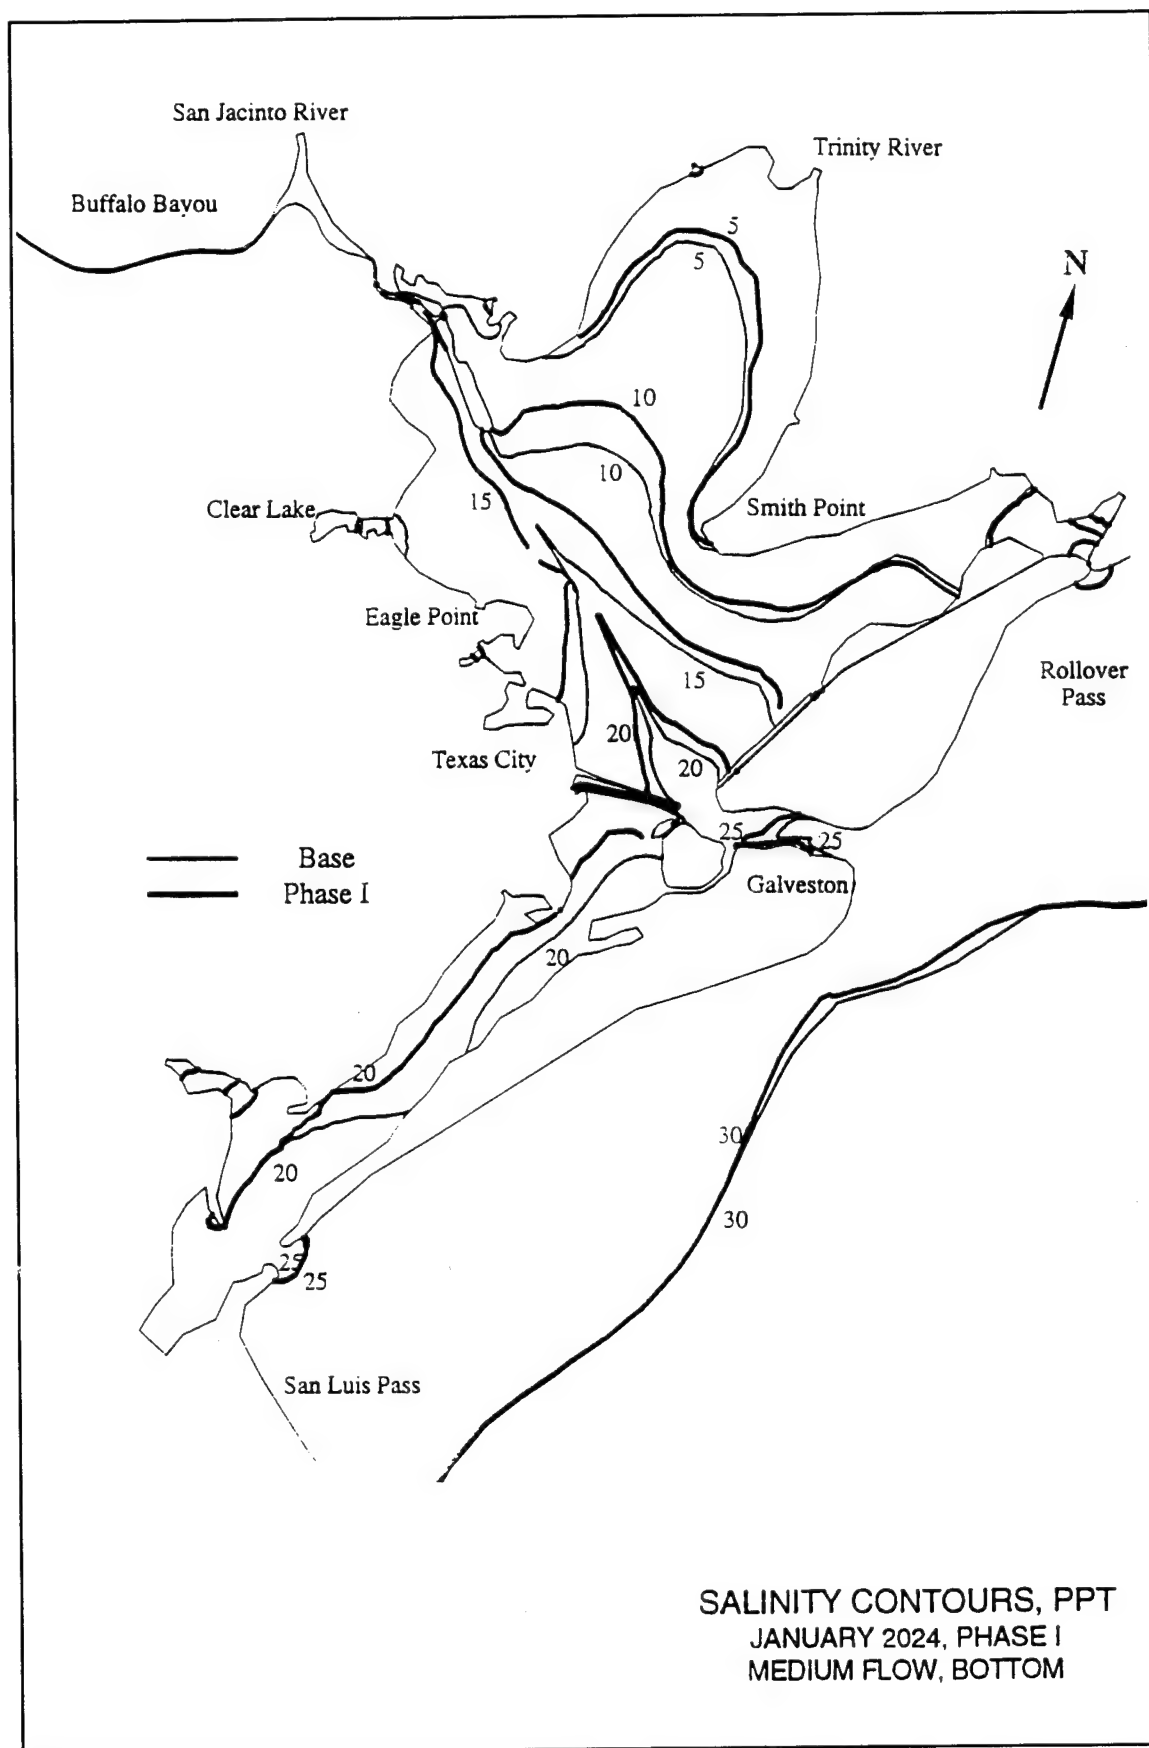 San Jacinto River
Trinity River
Buffalo Bayou
5
5
N
10
10
15
Clear Lake
Smith Point
Eagle Point
15
Rollover
Pass
20
Texas City
20
25
25
Base
Phase I
Galveston
20
20
30
20
30
25
25
San Luis Pass
SALINITY CONTOURS, PPT
JANUARY 2024, PHASE I
MEDIUM FLOW, BOTTOM